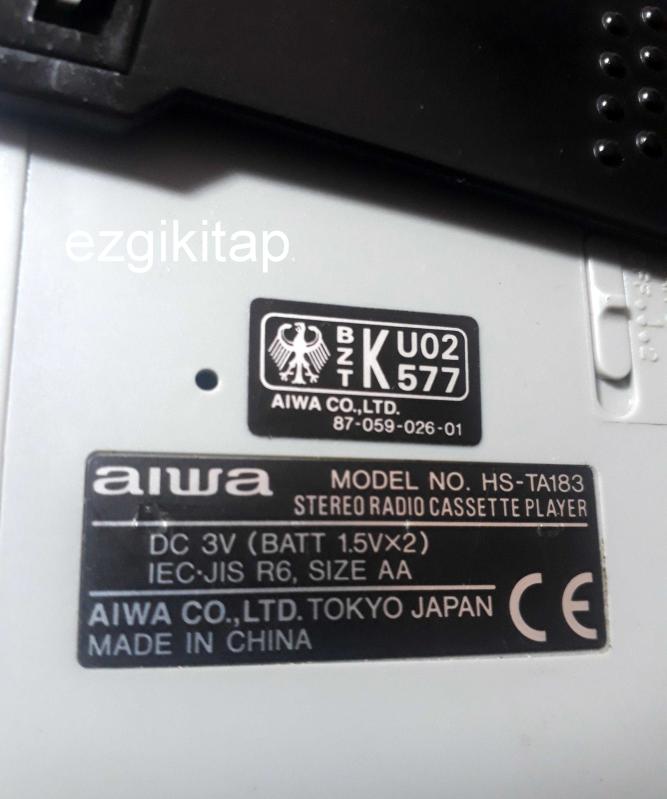 ezgikitap
BZT K U02
577
AIWA CO.,LTD.
87-059-026-01
aiwa MODEL NO. HS-TA183
STEREO RADIO CASSETTE PLAYER
DC 3V (BATT 1.5V×2)
IEC·JIS R6, SIZE AA
AIWA CO.,LTD. TOKYO JAPAN
MADE IN CHINA
CE